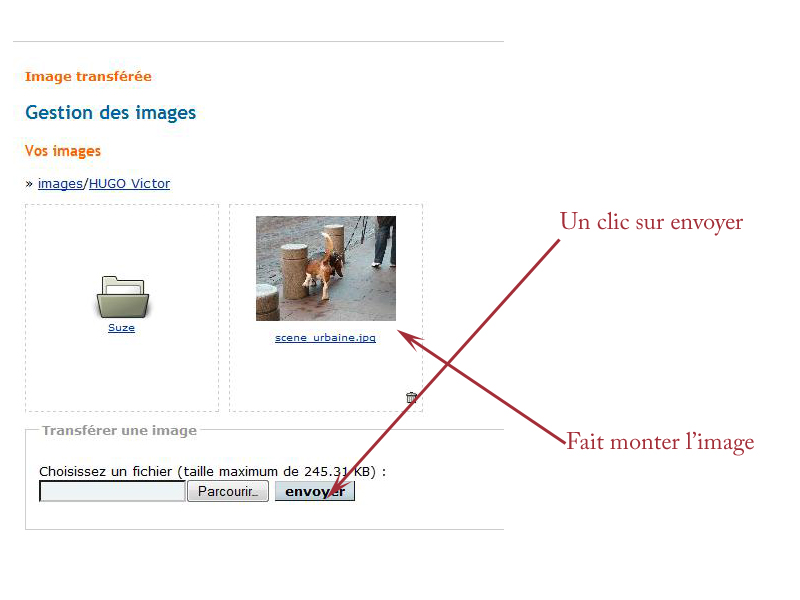 Image transférée
Gestion des images
Vos images
» images/HUGO Victor
Un clic sur envoyer
Suze
scene_urbaine.jpg
Fait monter l'image
Transférer une image
Choisissez un fichier (taille maximum de 245.31 KB) :
Parcourir... envoyer